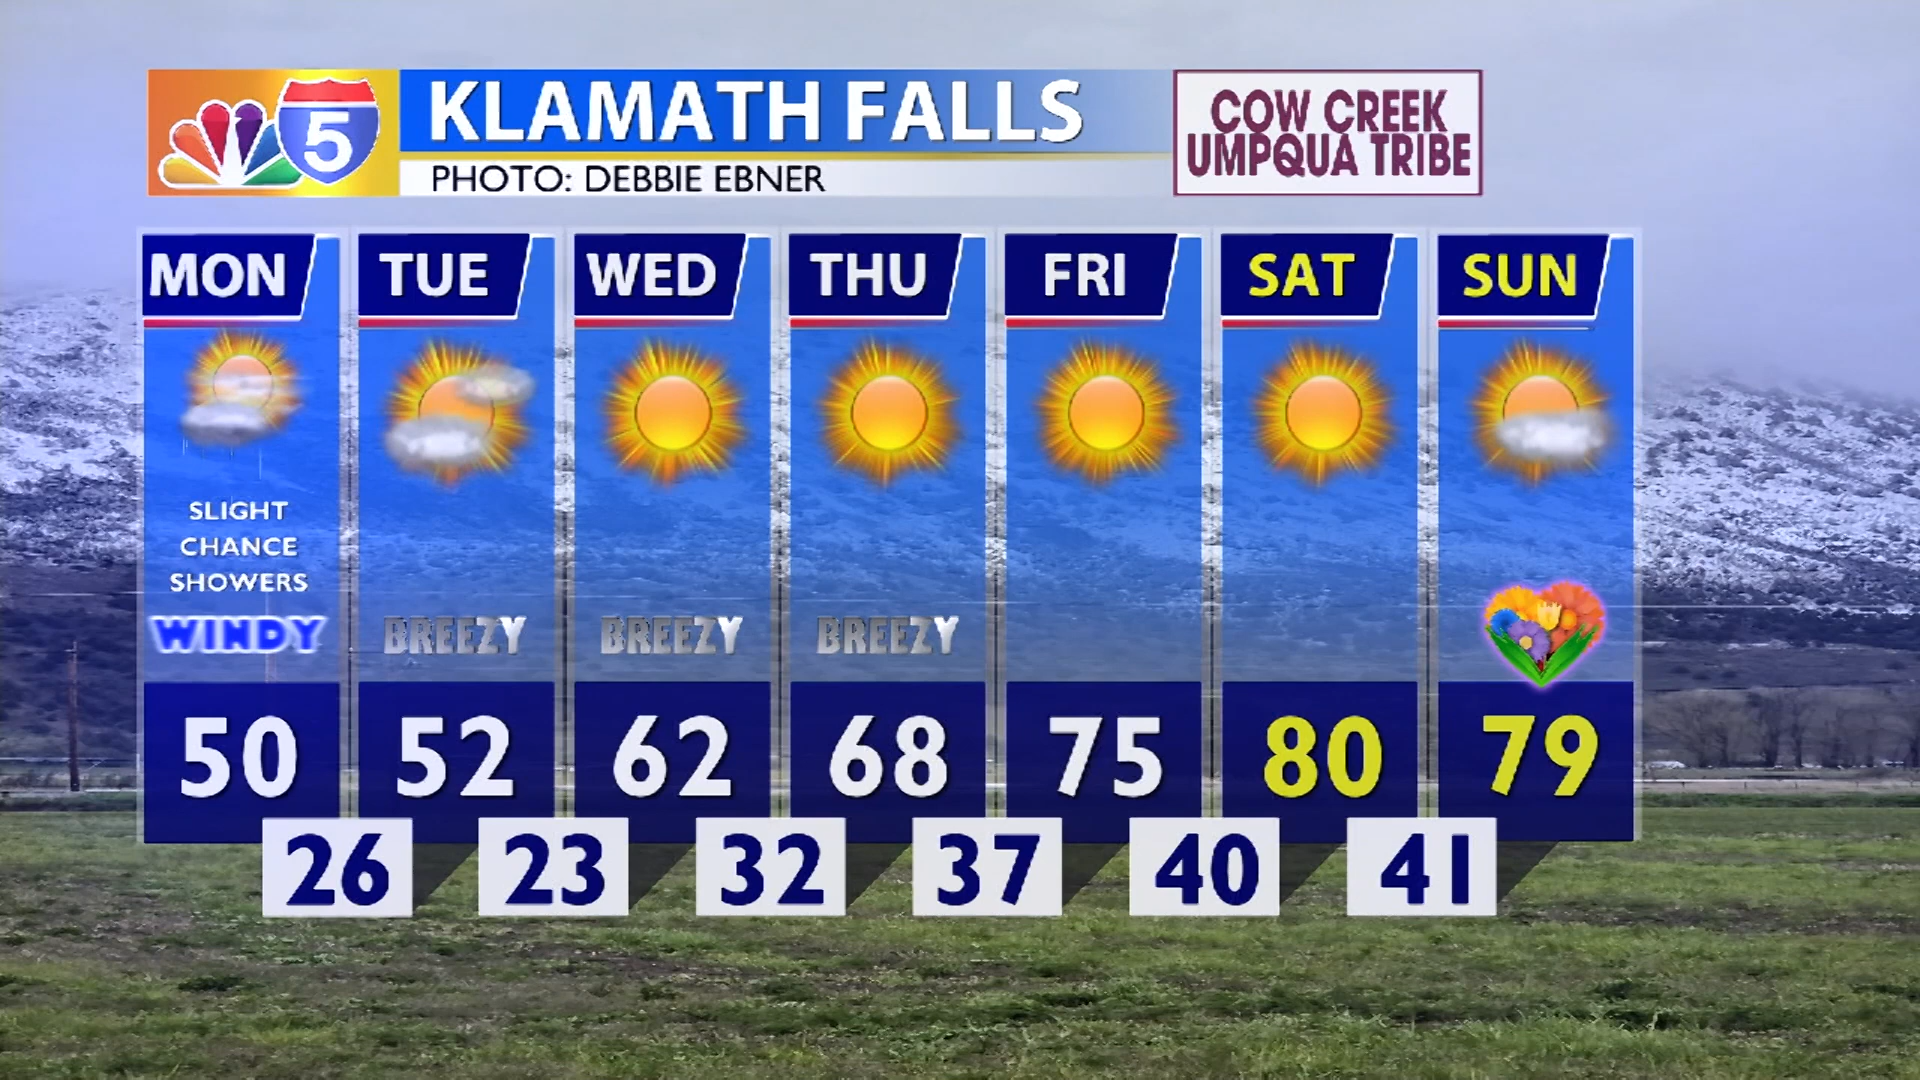 5
KLAMATH FALLS
PHOTO: DEBBIE EBNER
COW CREEK
UMPQUA TRIBE
MON
TUE
WED
THU
FRI
SAT
SUN
SLIGHT
CHANCE
SHOWERS
WINDY
BREEZY
BREEZY
BREEZY
50
52
62
68
75
80
79
26
23
32
37
40
41